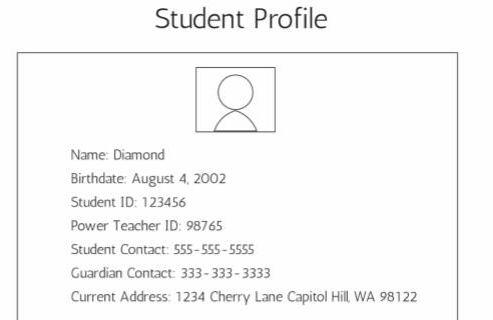 Student Profile
Name: Diamond
Birthdate: August 4, 2002
Student ID: 123456
Power Teacher ID: 98765
Student Contact: 555-555-5555
Guardian Contact: 333-333-3333
Current Address: 1234 Cherry Lane Capitol Hill, WA 98122